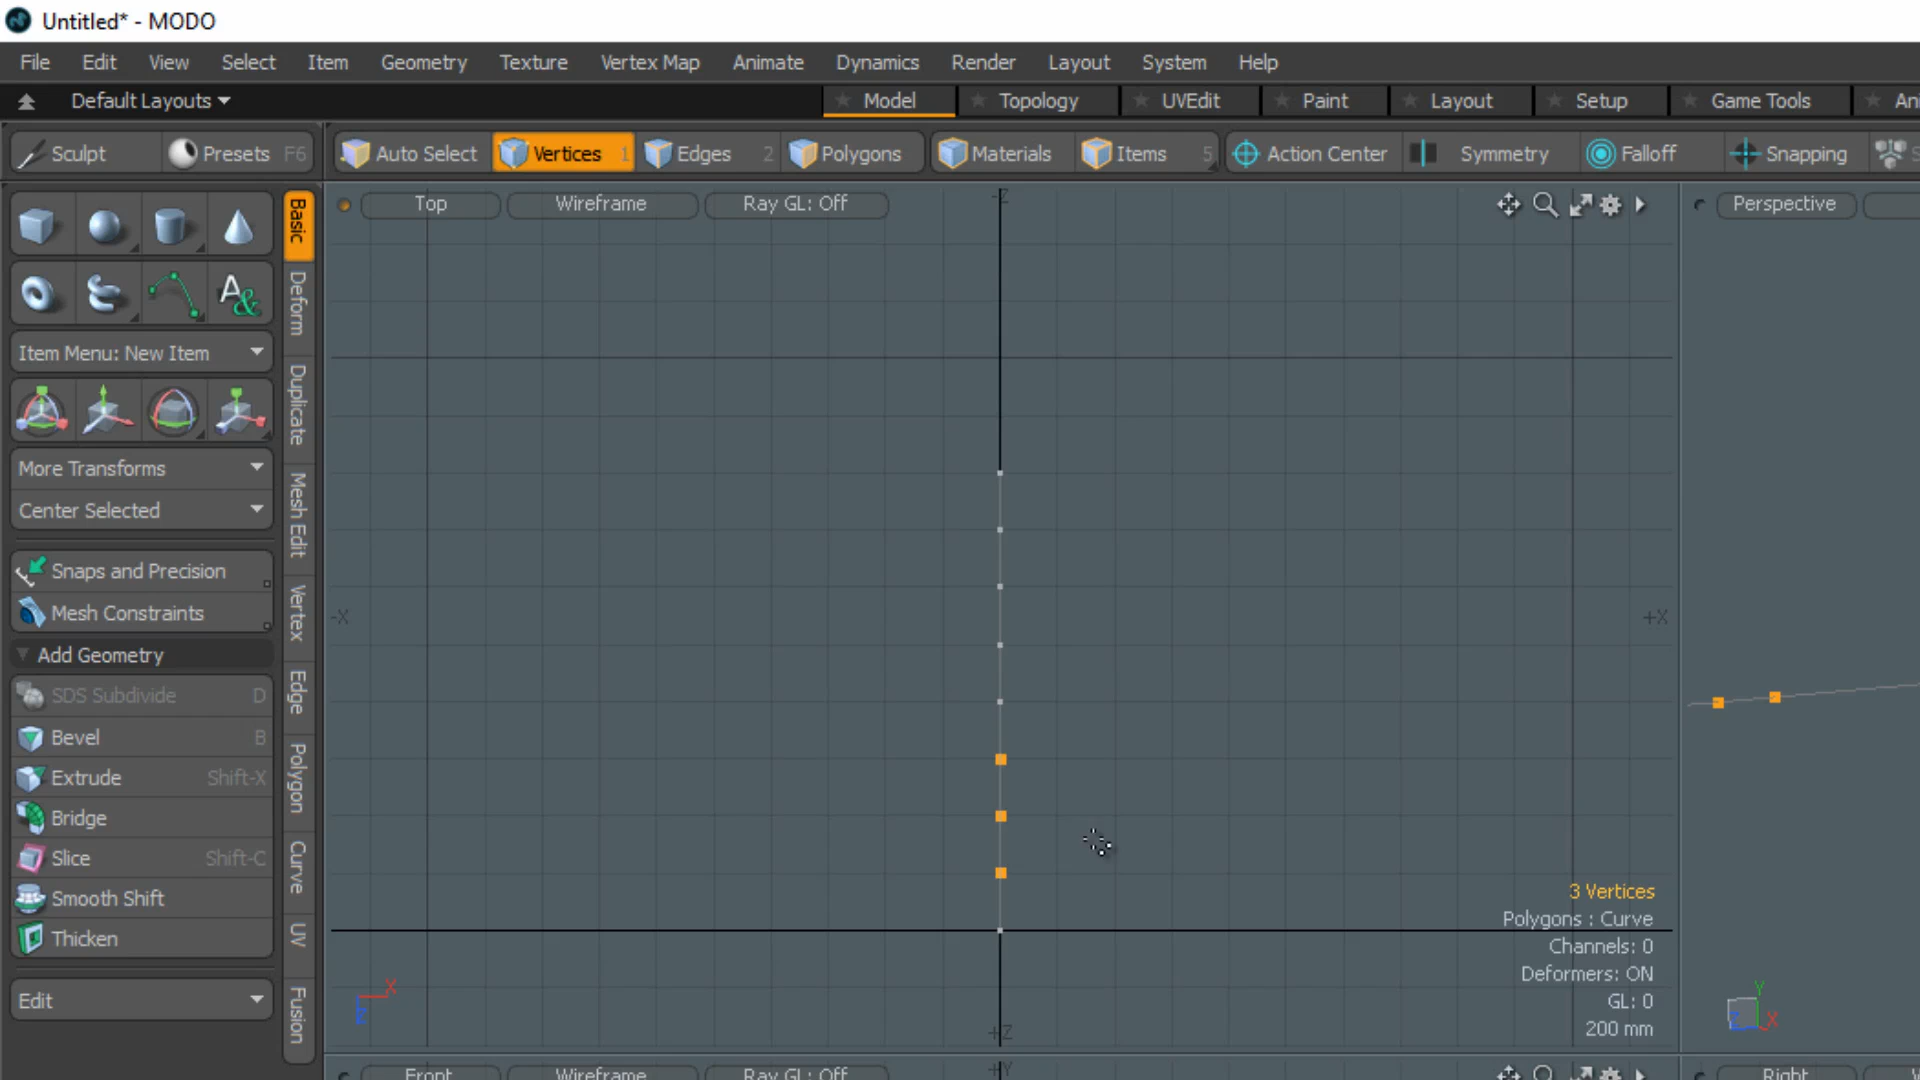 Untitled* - MODO
File Edit View Select Item Geometry Texture Vertex Map Animate Dynamics Render Layout System Help
Default Layouts Model Topology UVEdit Paint Layout Setup Game Tools
Sculpt Presets F6 Auto Select Vertices 1 Edges 2 Polygons Materials Items 5 Action Center Symmetry Falloff Snapping
Top Wireframe Ray GL: Off -Z Perspective
Basic
Deform
Duplicate
Mesh Edit
Vertex
Edge
Polygon
Curve
UV
Fusion
A&
Item Menu: New Item
More Transforms
Center Selected
Snaps and Precision
Mesh Constraints
Add Geometry
SDS Subdivide D
Bevel B
Extrude Shift-X
Bridge
Slice Shift-C
Smooth Shift
Thicken
Edit
-X +X
3 Vertices
Polygons : Curve
Channels: 0
Deformers: ON
GL: 0
200 mm
X
Z
+Z
Y
Z X
Front Wireframe Ray GL: Off +Y Right